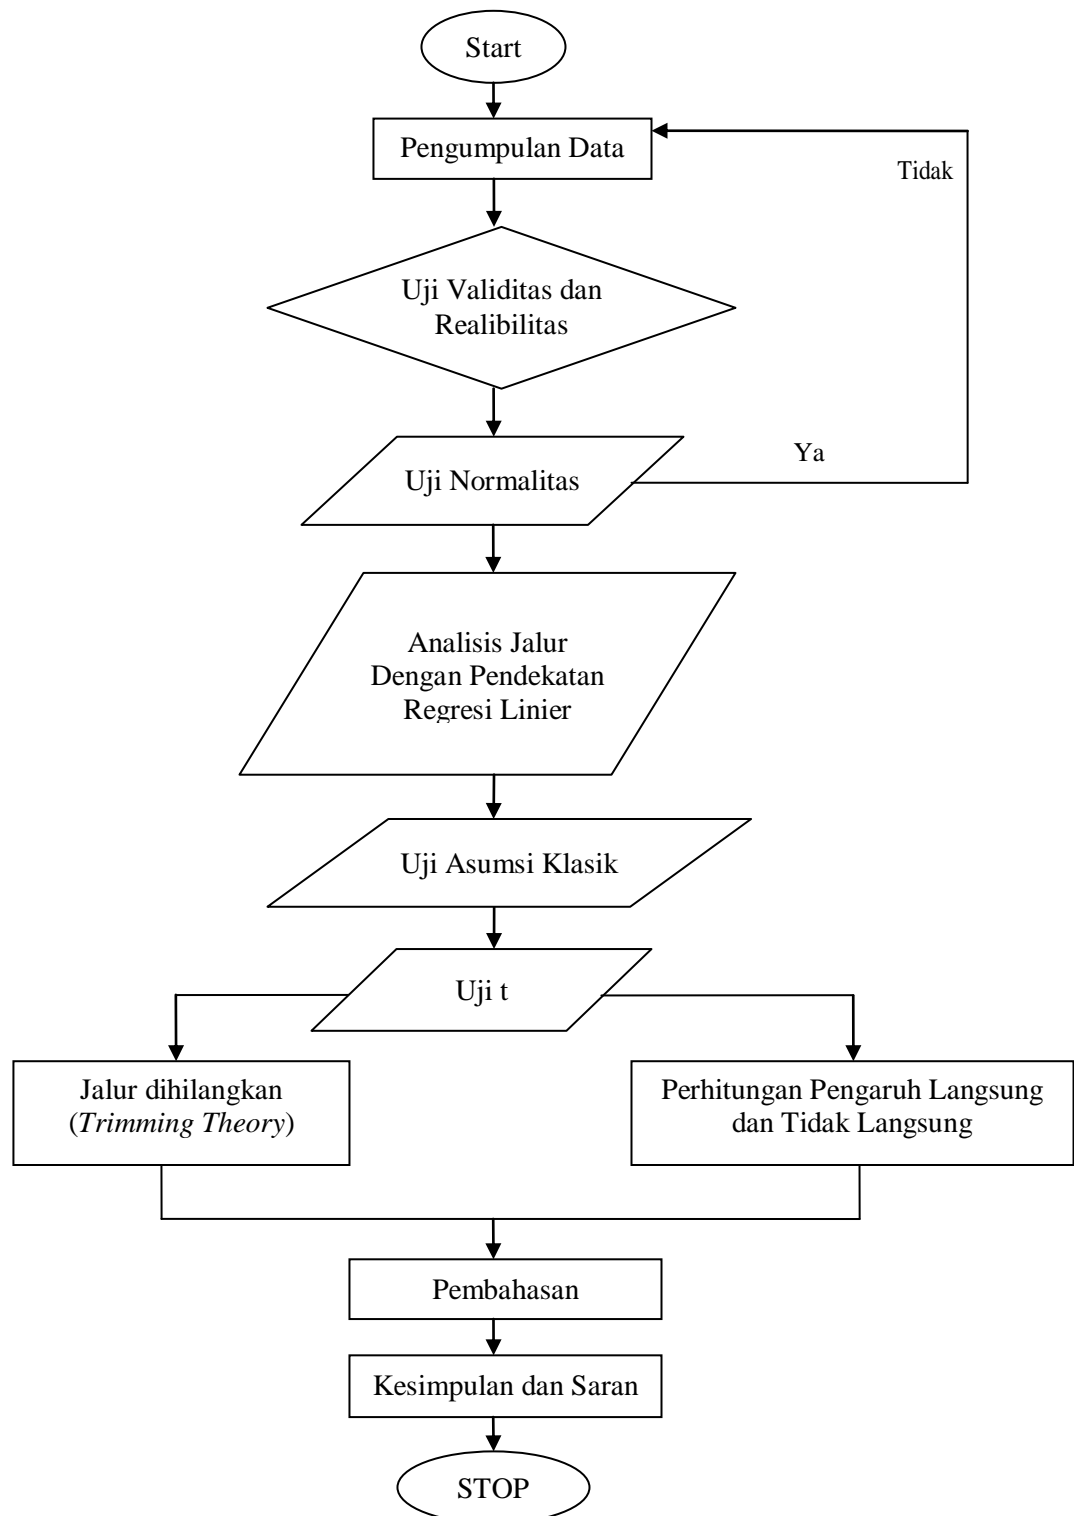 Start
Pengumpulan Data
Tidak
Uji Validitas dan
Realibilitas
Ya
Uji Normalitas
Analisis Jalur
Dengan Pendekatan
Regresi Linier
Uji Asumsi Klasik
Uji t
Jalur dihilangkan
(Trimming Theory)
Perhitungan Pengaruh Langsung
dan Tidak Langsung
Pembahasan
Kesimpulan dan Saran
STOP